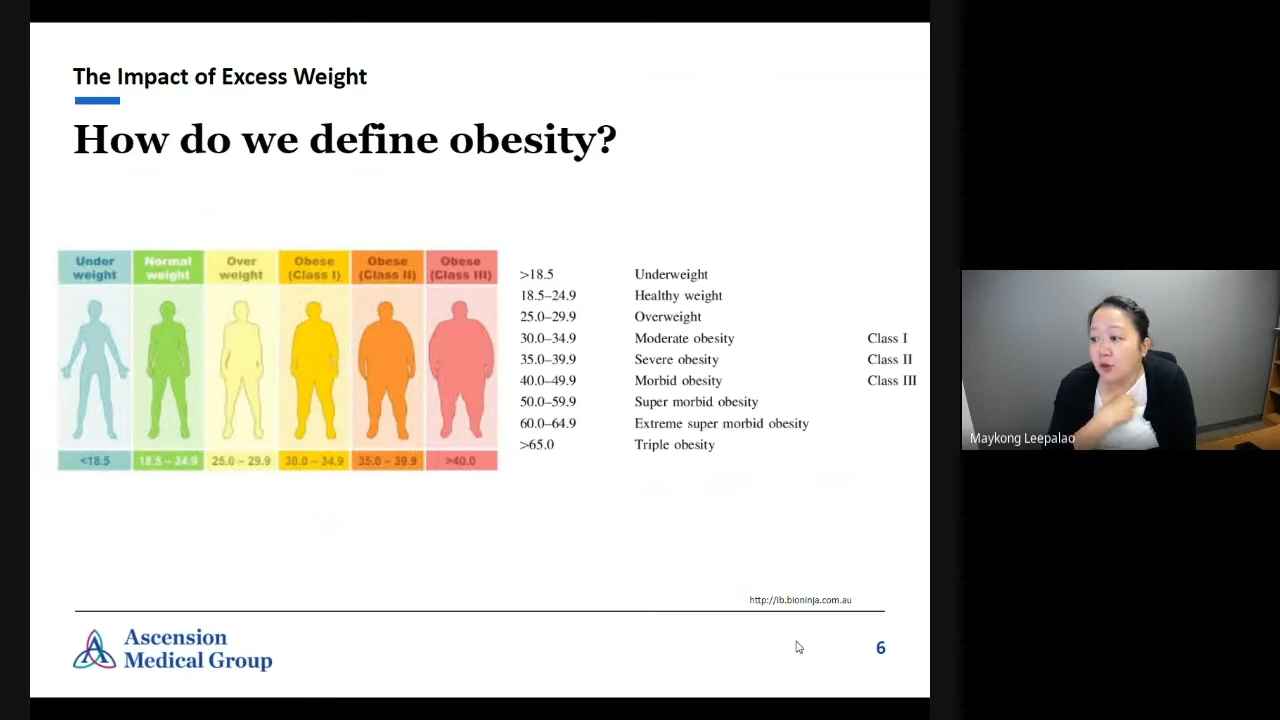 The Impact of Excess Weight
How do we define obesity?
Under weight
Normal weight
Over weight
Obese (Class I)
Obese (Class II)
Obese (Class III)
<18.5
18.5 – 24.9
25.0 – 29.9
30.0 – 34.9
35.0 – 39.9
>40.0
>18.5 Underweight
18.5–24.9 Healthy weight
25.0–29.9 Overweight
30.0–34.9 Moderate obesity Class I
35.0–39.9 Severe obesity Class II
40.0–49.9 Morbid obesity Class III
50.0–59.9 Super morbid obesity
60.0–64.9 Extreme super morbid obesity
>65.0 Triple obesity
Maykong Leepalao
http://ib.bioninja.com.au
Ascension
Medical Group
6